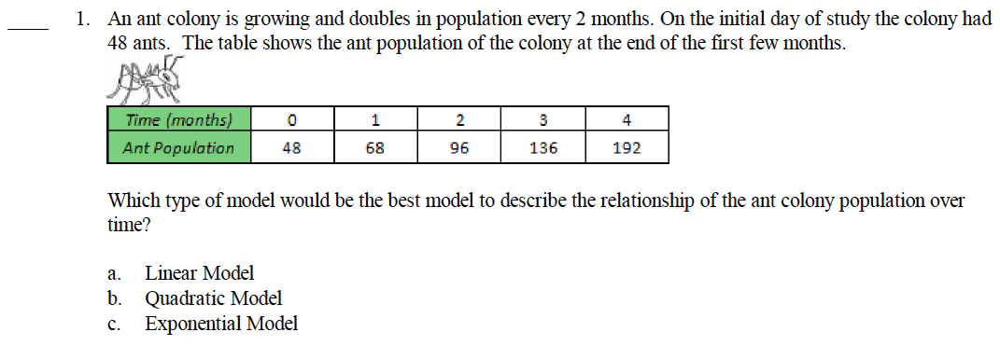 1. An ant colony is growing and doubles in population every 2 months. On the initial day of study the colony had
48 ants. The table shows the ant population of the colony at the end of the first few months.
Time (months) 0 1 2 3 4
Ant Population 48 68 96 136 192
Which type of model would be the best model to describe the relationship of the ant colony population over
time?
a. Linear Model
b. Quadratic Model
c. Exponential Model